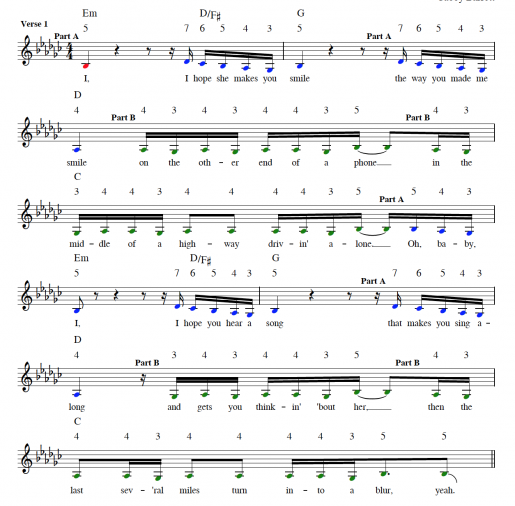 Em D/F♯ G
Verse 1
Part A Part A
5 7 6 5 4 3 5 7 6 5 4 3
I, I hope she makes you smile the way you made me
D
4 4 3 4 4 3 4 3 5 4 3
Part B Part B
smile on the oth - er end of a phone in the
C
3 4 4 3 4 4 4 3 4 5 5 4 3
Part A
mid - dle of a high - way driv - in' a - lone. Oh, ba - by,
Em D/F♯ G
5 7 6 5 4 3 5 7 6 5 4 3
Part A
I, I hope you hear a song that makes you sing a -
D
4 3 4 3 4 4 3 4 5 4 3
Part B Part B
long and gets you think - in' 'bout her, then the
C
4 4 3 4 4 4 4 3 5 5
last sev - 'ral miles turn in - to a blur, yeah.